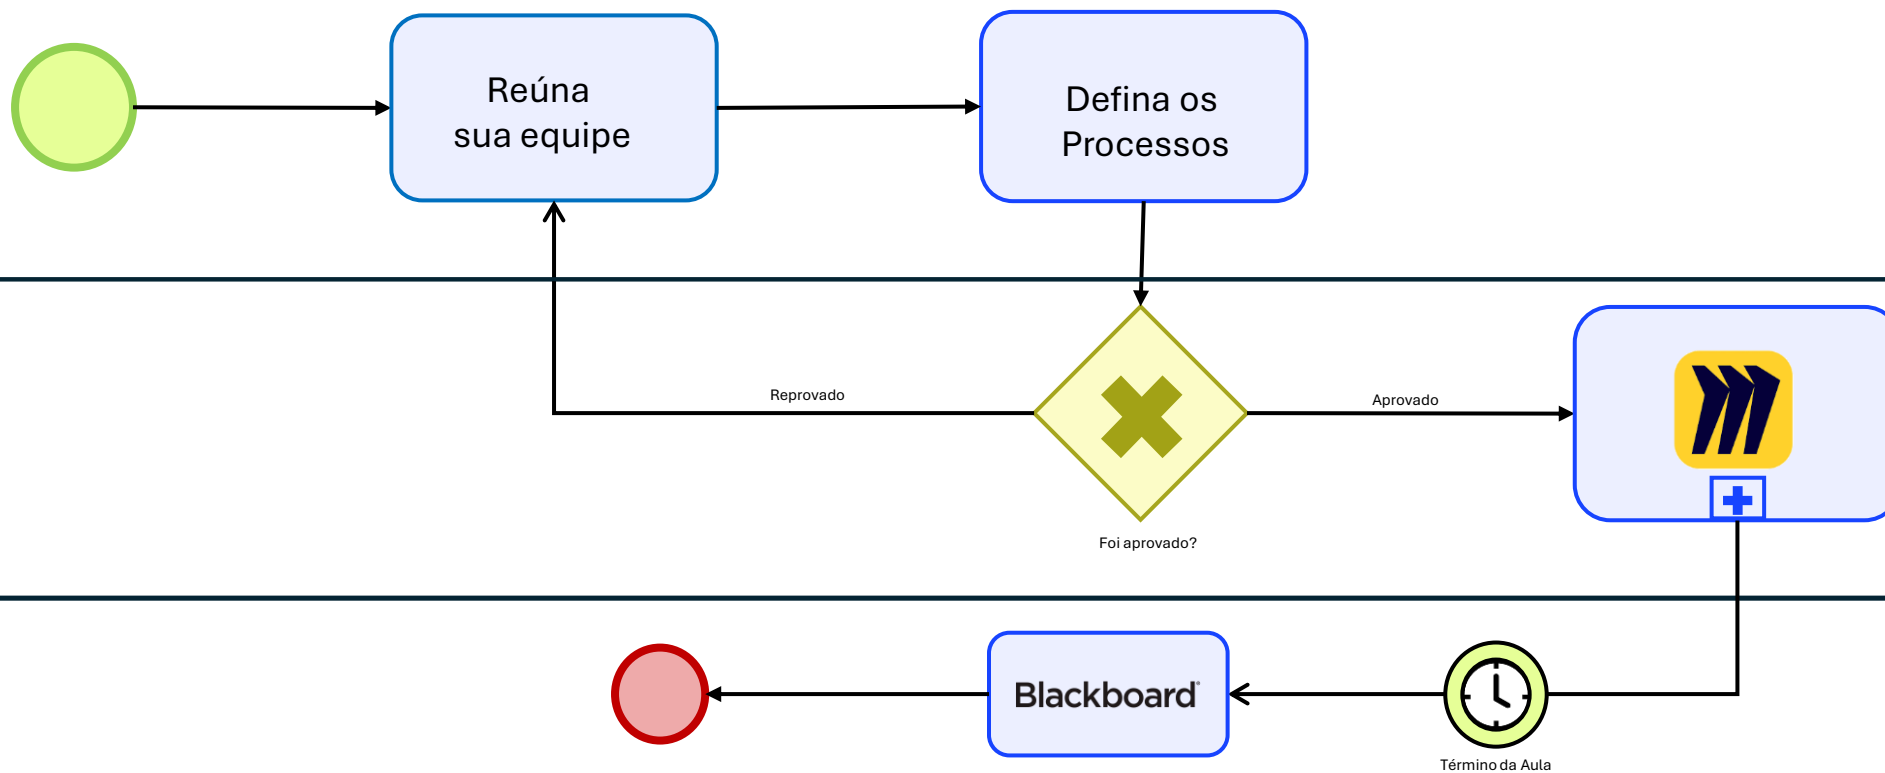 Reúna
sua equipe
Defina os
Processos
Reprovado
Aprovado
Foi aprovado?
Blackboard
Término da Aula